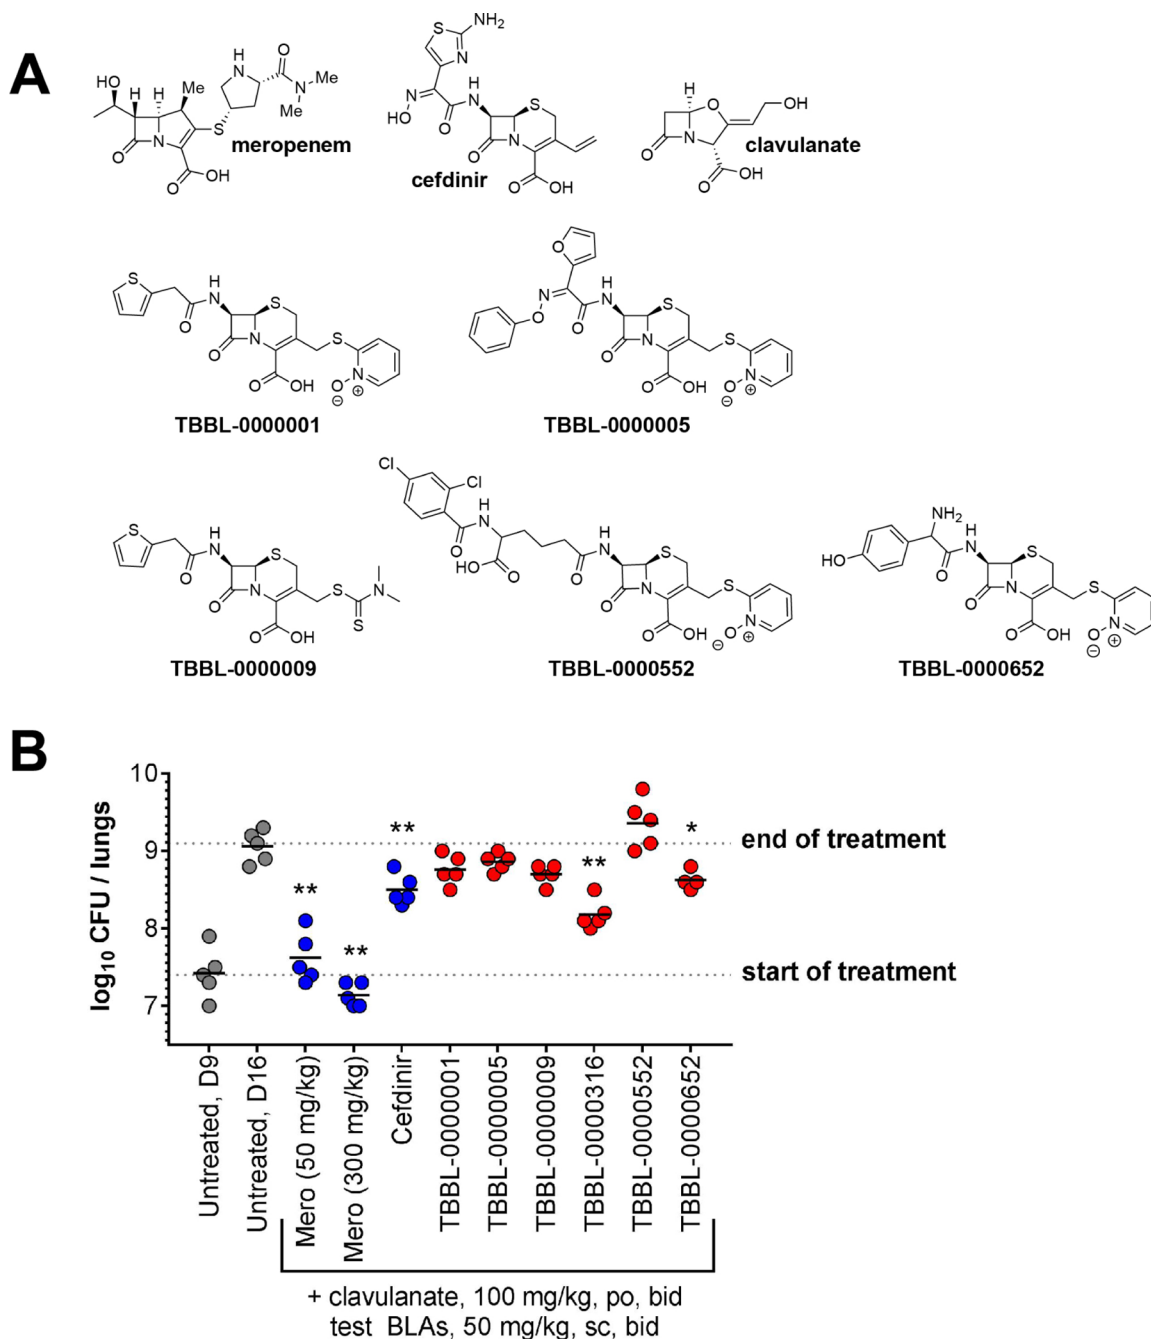 A
meropenem
cefdinir
clavulanate
HO
H
H
Me
S
H
N
O
N
Me
Me
N
O
O
OH
NH2
S
N
N
HO
O
H
N
S
N
O
O
OH
H
O
OH
N
O
O
OH
S
H
N
O
S
N
O
O
OH
S
N
O
⊖
⊕
TBBL-0000001
O
N
O
H
N
O
S
N
O
O
OH
S
N
O
⊖
⊕
TBBL-0000005
S
H
N
O
S
N
O
O
OH
S
N
S
TBBL-0000009
Cl
Cl
H
N
O
HO
O
H
N
O
S
N
O
O
OH
S
N
O
⊖
⊕
TBBL-0000552
NH2
HO
H
N
O
S
N
O
O
OH
S
N
O
⊖
⊕
TBBL-0000652
B
log10 CFU / lungs
10
9
8
7
**
**
**
**
*
end of treatment
start of treatment
Untreated, D9
Untreated, D16
Mero (50 mg/kg)
Mero (300 mg/kg)
Cefdinir
TBBL-0000001
TBBL-0000005
TBBL-0000009
TBBL-0000316
TBBL-0000552
TBBL-0000652
+ clavulanate, 100 mg/kg, po, bid
test BLAs, 50 mg/kg, sc, bid